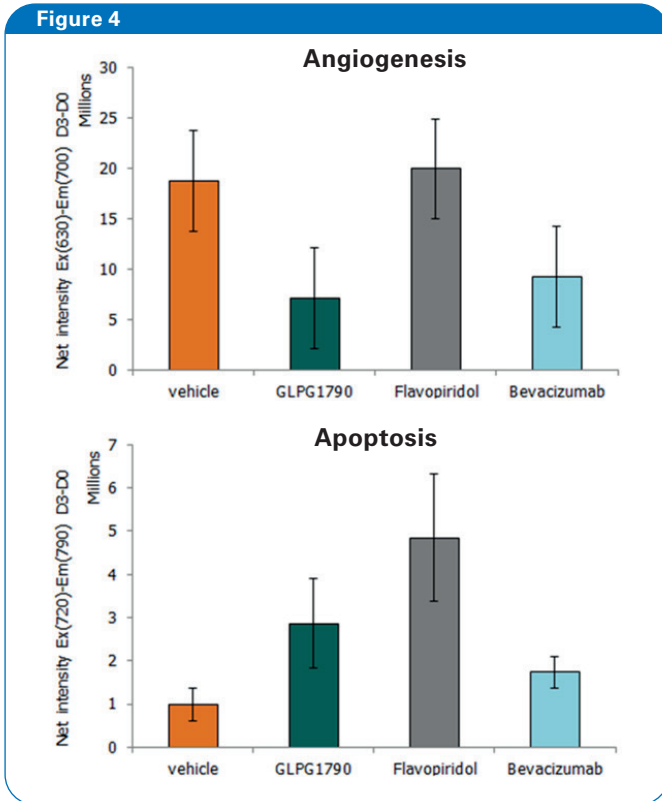 Figure 4
Angiogenesis
Net intensity Ex(630)-Em(700) D3-D0
Millions
30
25
20
15
10
5
0
vehicle GLPG1790 Flavopiridol Bevacizumab
Apoptosis
Net intensity Ex(720)-Em(790) D3-D0
Millions
7
6
5
4
3
2
1
0
vehicle GLPG1790 Flavopiridol Bevacizumab